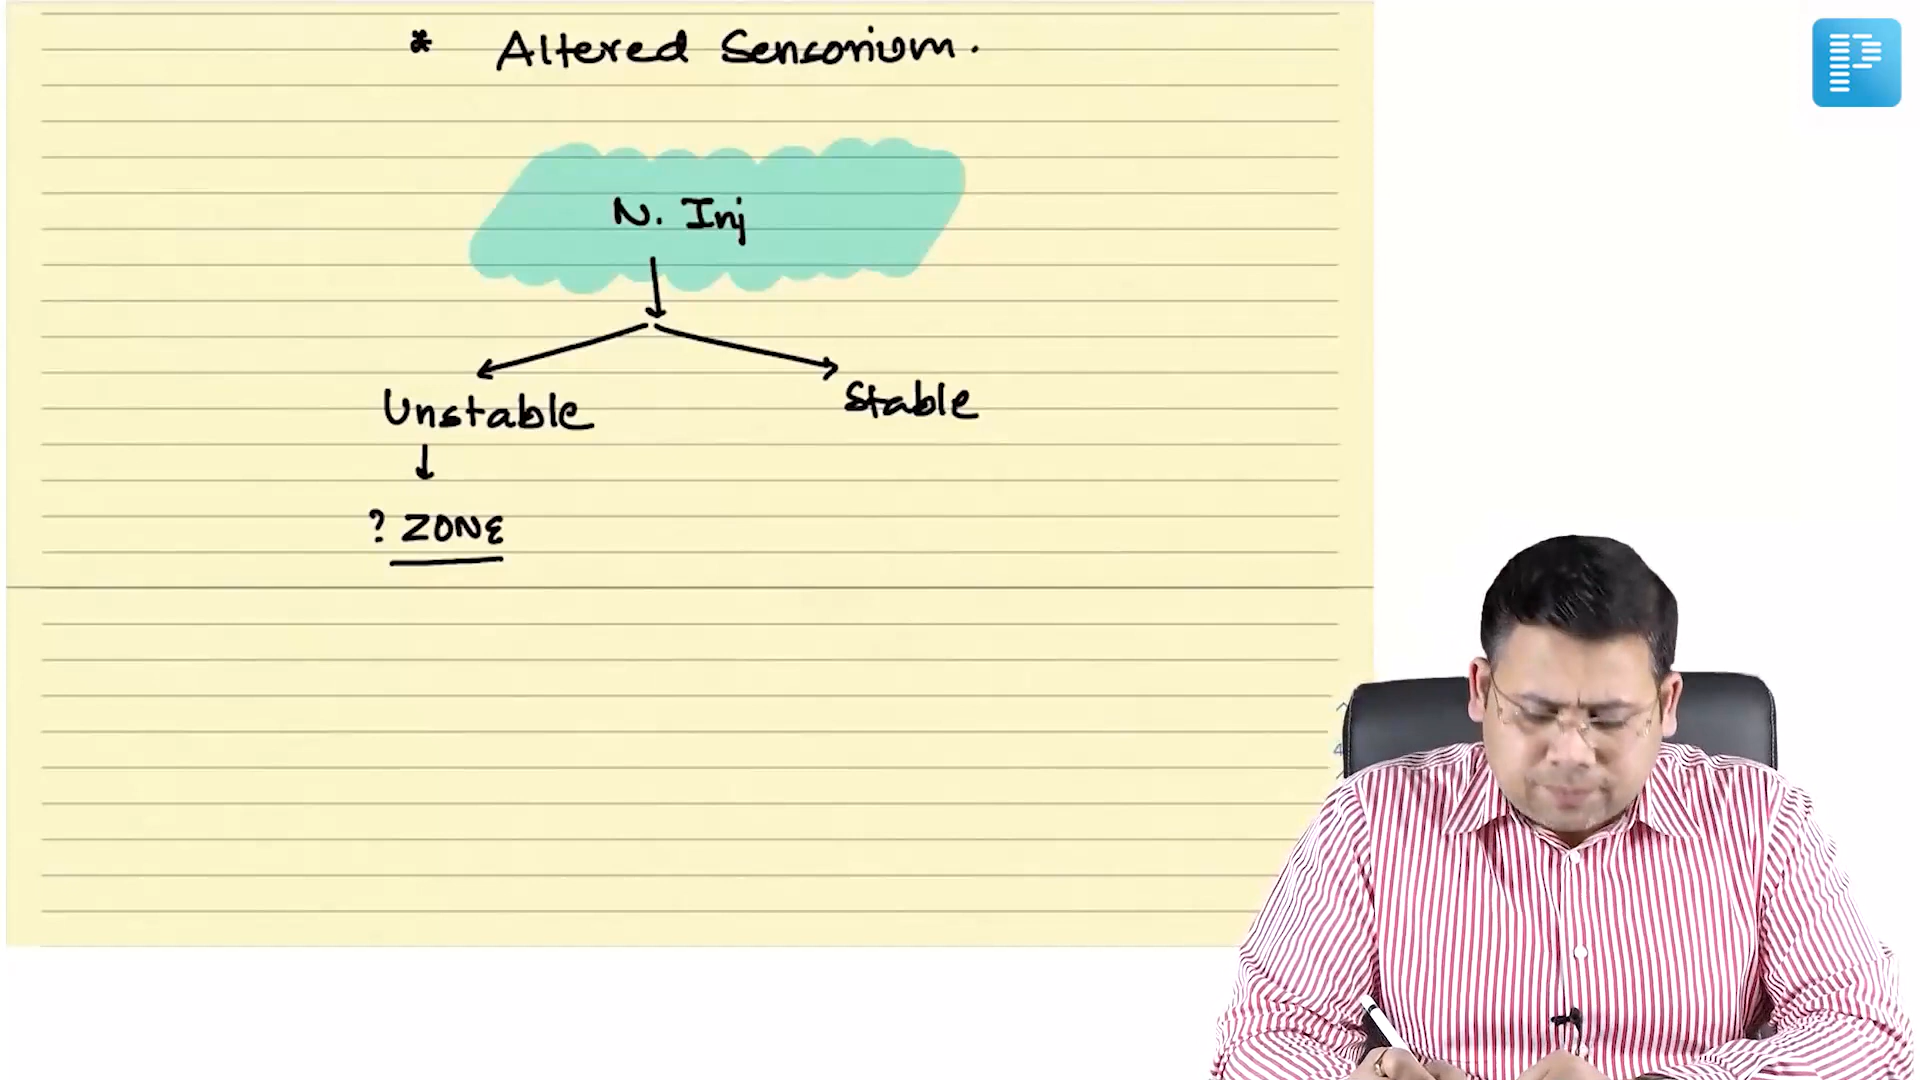 * Altered Sensorium.
N. Inj
Unstable
Stable
? ZONE